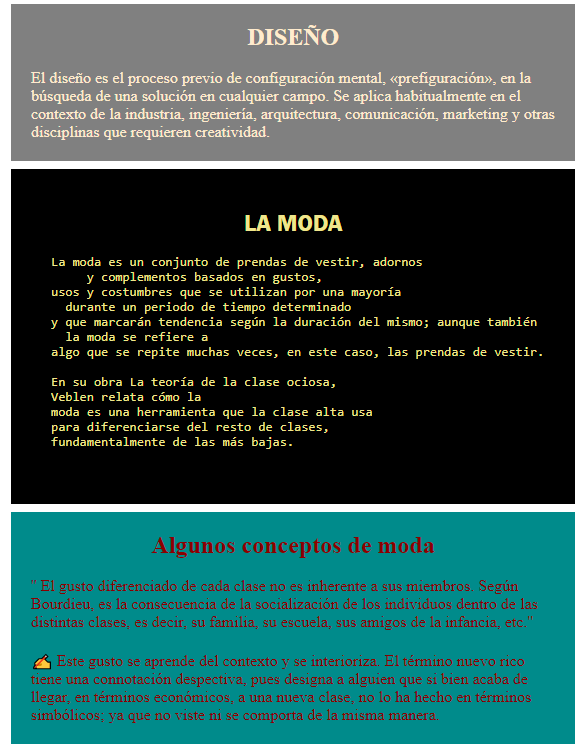 DISEÑO
El diseño es el proceso previo de configuración mental, «prefiguración», en la
búsqueda de una solución en cualquier campo. Se aplica habitualmente en el
contexto de la industria, ingeniería, arquitectura, comunicación, marketing y otras
disciplinas que requieren creatividad.
LA MODA
La moda es un conjunto de prendas de vestir, adornos
y complementos basados en gustos,
usos y costumbres que se utilizan por una mayoría
durante un periodo de tiempo determinado
y que marcarán tendencia según la duración del mismo; aunque también
la moda se refiere a
algo que se repite muchas veces, en este caso, las prendas de vestir.
En su obra La teoría de la clase ociosa,
Veblen relata cómo la
moda es una herramienta que la clase alta usa
para diferenciarse del resto de clases,
fundamentalmente de las más bajas.
Algunos conceptos de moda
" El gusto diferenciado de cada clase no es inherente a sus miembros. Según
Bourdieu, es la consecuencia de la socialización de los individuos dentro de las
distintas clases, es decir, su familia, su escuela, sus amigos de la infancia, etc."
✍ Este gusto se aprende del contexto y se interioriza. El término nuevo rico
tiene una connotación despectiva, pues designa a alguien que si bien acaba de
llegar, en términos económicos, a una nueva clase, no lo ha hecho en términos
simbólicos; ya que no viste ni se comporta de la misma manera.